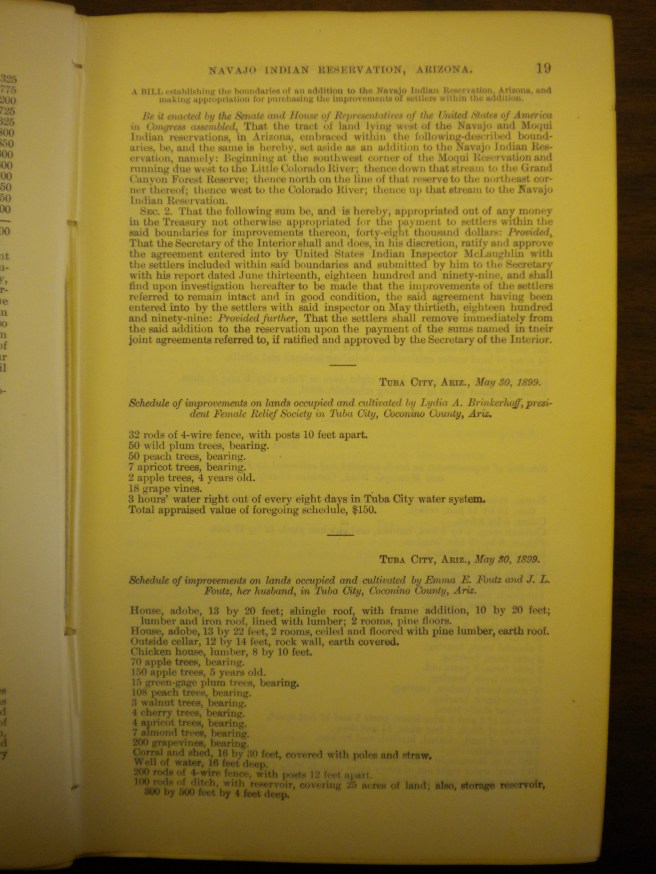 325
775
200
725
325
800
850
300
600
00
50
50
00
00
NAVAJO INDIAN RESERVATION, ARIZONA. 19
A BILL establishing the boundaries of an addition to the Navajo Indian Reservation, Arizona, and
making appropriation for purchasing the improvements of settlers within the addition.
Be it enacted by the Senate and House of Representatives of the United States of America
in Congress assembled, That the tract of land lying west of the Navajo and Moqui
Indian reservations, in Arizona, embraced within the following-described bound-
aries, be, and the same is hereby, set aside as an addition to the Navajo Indian Res-
ervation, namely: Beginning at the southwest corner of the Moqui Reservation and
running due west to the Little Colorado River; thence down that stream to the Grand
Canyon Forest Reserve; thence north on the line of that reserve to the northeast cor-
ner thereof; thence west to the Colorado River; thence up that stream to the Navajo
Indian Reservation.
SEC. 2. That the following sum be, and is hereby, appropriated out of any money
in the Treasury not otherwise appropriated for the payment to settlers within the
said boundaries for improvements thereon, forty-eight thousand dollars: Provided,
That the Secretary of the Interior shall and does, in his discretion, ratify and approve
the agreement entered into by United States Indian Inspector McLaughlin with
the settlers included within said boundaries and submitted by him to the Secretary
with his report dated June thirteenth, eighteen hundred and ninety-nine, and shall
find upon investigation hereafter to be made that the improvements of the settlers
referred to remain intact and in good condition, the said agreement having been
entered into by the settlers with said inspector on May thirtieth, eighteen hundred
and ninety-nine: Provided further, That the settlers shall remove immediately from
the said addition to the reservation upon the payment of the sums named in tneir
joint agreements referred to, if ratified and approved by the Secretary of the Interior.
TUBA CITY, ARIZ., May 30, 1899.
Schedule of improvements on lands occupied and cultivated by Lydia A. Brinkerhoff, presi-
dent Female Relief Society in Tuba City, Coconino County, Ariz.
32 rods of 4-wire fence, with posts 10 feet apart.
50 wild plum trees, bearing.
50 peach trees, bearing.
7 apricot trees, bearing.
2 apple trees, 4 years old.
18 grape vines.
3 hours' water right out of every eight days in Tuba City water system.
Total appraised value of foregoing schedule, $150.
TUBA CITY, ARIZ., May 30, 1899.
Schedule of improvements on lands occupied and cultivated by Emma E. Foutz and J. L.
Foutz, her husband, in Tuba City, Coconino County, Ariz.
House, adobe, 13 by 20 feet; shingle roof, with frame addition, 10 by 20 feet;
lumber and iron roof, lined with lumber; 2 rooms, pine floors.
House, adobe, 13 by 22 feet, 2 rooms, ceiled and floored with pine lumber, earth roof.
Outside cellar, 12 by 14 feet, rock wall, earth covered.
Chicken house, lumber, 8 by 10 feet.
70 apple trees, bearing.
150 apple trees, 5 years old.
15 green-gage plum trees, bearing.
108 peach trees, bearing.
3 walnut trees, bearing.
4 cherry trees, bearing.
4 apricot trees, bearing.
7 almond trees, bearing.
200 grapevines, bearing.
Corral and shed, 16 by 30 feet, covered with poles and straw.
Well of water, 16 feet deep.
200 rods of 4-wire fence, with posts 12 feet apart.
100 rods of ditch, with reservoir, covering 25 acres of land; also, storage reservoir,
300 by 500 feet by 4 feet deep.